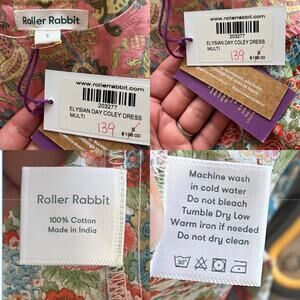 Roller Rabbit
S
www.rollerrabbit.com
203277
ELYSIAN DAY COLEY DRESS
MULTI
S
139
$198.00
www.rollerrabbit.com
203277
ELYSIAN DAY COLEY DRESS
MULTI
S
139
$198.00
Roller Rabbit
100% Cotton
Made in India
Machine wash
in cold water
Do not bleach
Tumble Dry Low
Warm iron if needed
Do not dry clean
30°